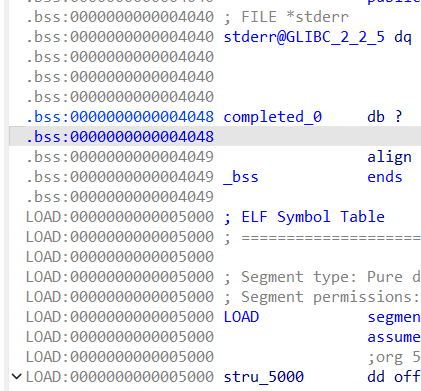 .bss:0000000000004040 public
.bss:0000000000004040 ; FILE *stderr
.bss:0000000000004040 stderr@GLIBC_2_2_5 dq
.bss:0000000000004040
.bss:0000000000004040
.bss:0000000000004048 completed_0 db ?
.bss:0000000000004048
.bss:0000000000004049 align
.bss:0000000000004049 _bss ends
.bss:0000000000004049
LOAD:0000000000005000 ; ELF Symbol Table
LOAD:0000000000005000 ; =====================
LOAD:0000000000005000
LOAD:0000000000005000 ; Segment type: Pure d
LOAD:0000000000005000 ; Segment permissions:
LOAD:0000000000005000 LOAD segmen
LOAD:0000000000005000 assume
LOAD:0000000000005000 ;org 5
LOAD:0000000000005000 stru_5000 dd off